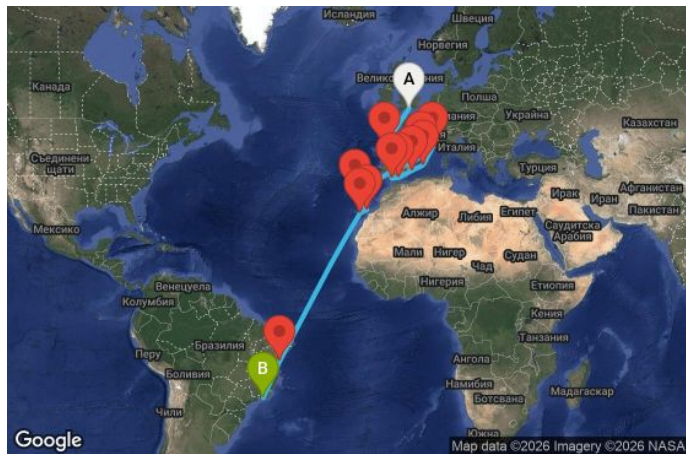 Исландия
Швеция
Норвегия
Канада
A
Полша
Украйна
Казахстан
Италия
Съединени
щати
Турция
Ирак
Иран
Афганистан
Пакистан
Алжир
Либия
Египет
Саудитска
Арабия
Мексико
Мали
Нигер
Чад
Судан
Венецуела
Колумбия
Нигерия
Етиопия
Кения
Перу
Бразилия
Танзания
B
Боливия
Ангола
Намибия
Ботсвана
Мадагаскар
Чили
Google
Map data ©2026 Imagery ©2026 NASA